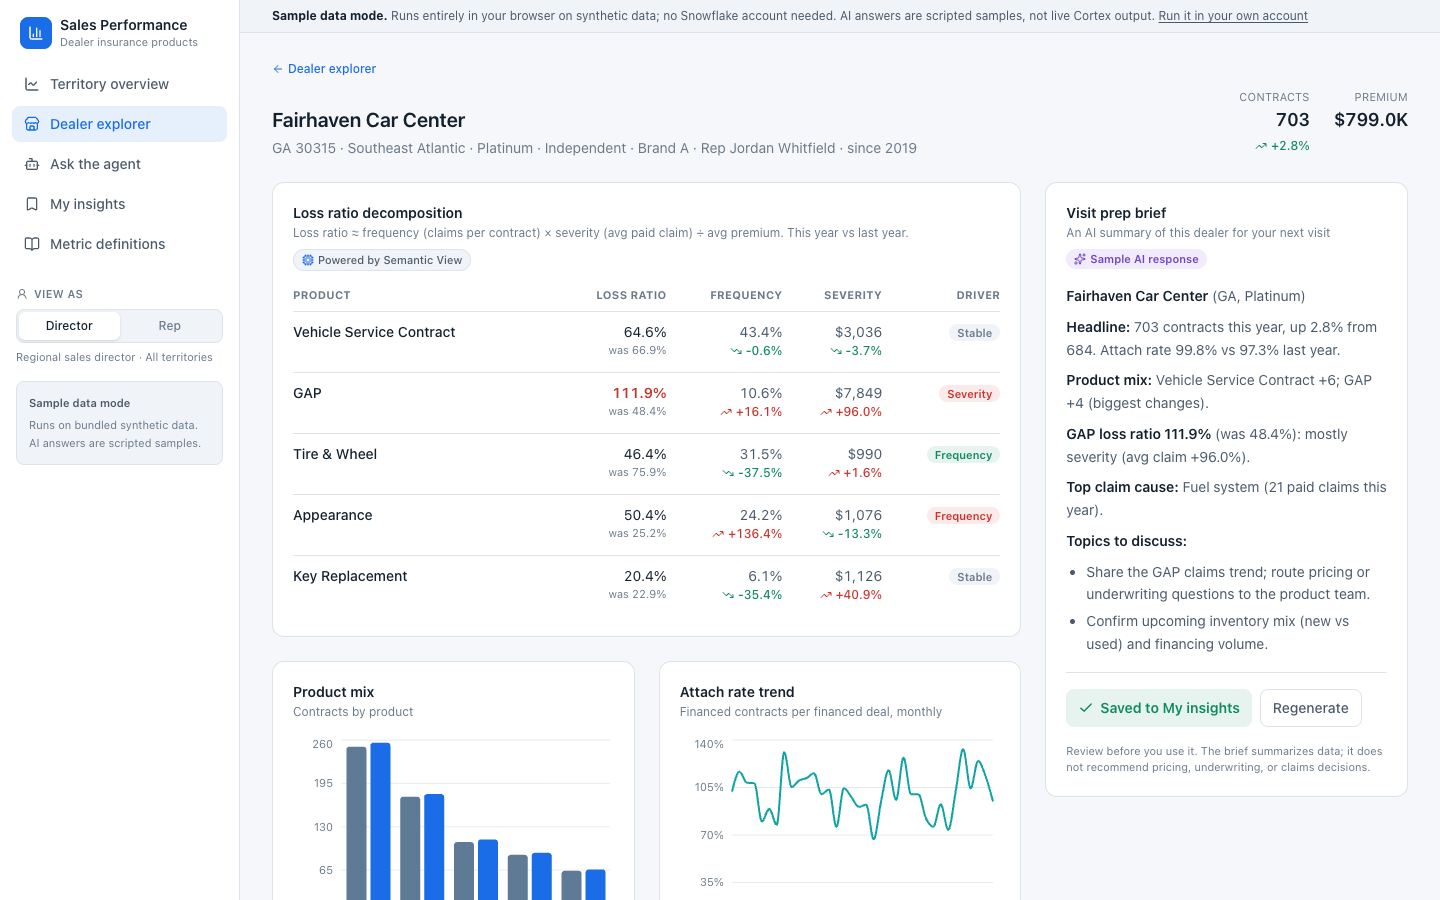 Sales Performance
Dealer insurance products
Territory overview
Dealer explorer
Ask the agent
My insights
Metric definitions
VIEW AS
Director
Rep
Regional sales director · All territories
Sample data mode
Runs on bundled synthetic data.
AI answers are scripted samples.
Sample data mode. Runs entirely in your browser on synthetic data; no Snowflake account needed. AI answers are scripted samples, not live Cortex output. Run it in your own account
← Dealer explorer
Fairhaven Car Center
GA 30315 · Southeast Atlantic · Platinum · Independent · Brand A · Rep Jordan Whitfield · since 2019
CONTRACTS
703
+2.8%
PREMIUM
$799.0K
Loss ratio decomposition
Loss ratio ≈ frequency (claims per contract) × severity (avg paid claim) ÷ avg premium. This year vs last year.
Powered by Semantic View
PRODUCT LOSS RATIO FREQUENCY SEVERITY DRIVER
Vehicle Service Contract 64.6% 43.4% $3,036 Stable
was 66.9% -0.6% -3.7%
GAP 111.9% 10.6% $7,849 Severity
was 48.4% +16.1% +96.0%
Tire & Wheel 46.4% 31.5% $990 Frequency
was 75.9% -37.5% +1.6%
Appearance 50.4% 24.2% $1,076 Frequency
was 25.2% +136.4% -13.3%
Key Replacement 20.4% 6.1% $1,126 Stable
was 22.9% -35.4% +40.9%
Product mix
Contracts by product
260
195
130
65
Attach rate trend
Financed contracts per financed deal, monthly
140%
105%
70%
35%
Visit prep brief
An AI summary of this dealer for your next visit
Sample AI response
Fairhaven Car Center (GA, Platinum)
Headline: 703 contracts this year, up 2.8% from
684. Attach rate 99.8% vs 97.3% last year.
Product mix: Vehicle Service Contract +6; GAP
+4 (biggest changes).
GAP loss ratio 111.9% (was 48.4%): mostly
severity (avg claim +96.0%).
Top claim cause: Fuel system (21 paid claims this
year).
Topics to discuss:
• Share the GAP claims trend; route pricing or
underwriting questions to the product team.
• Confirm upcoming inventory mix (new vs
used) and financing volume.
Saved to My insights
Regenerate
Review before you use it. The brief summarizes data; it does
not recommend pricing, underwriting, or claims decisions.